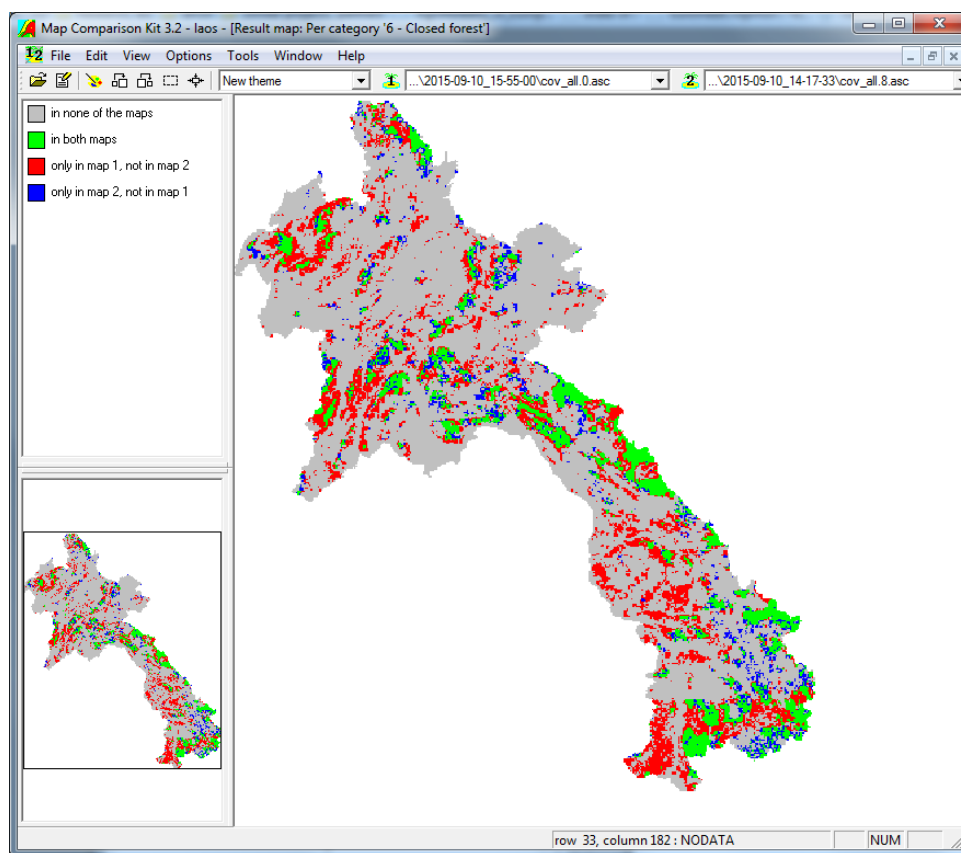 Map Comparison Kit 3.2 - laos - [Result map: Per category '6 - Closed forest']
File Edit View Options Tools Window Help
New theme 1 ...\2015-09-10_15-55-00\cov_all.0.asc 2 ...\2015-09-10_14-17-33\cov_all.8.asc
in none of the maps
in both maps
only in map 1, not in map 2
only in map 2, not in map 1
row 33, column 182 : NODATA NUM